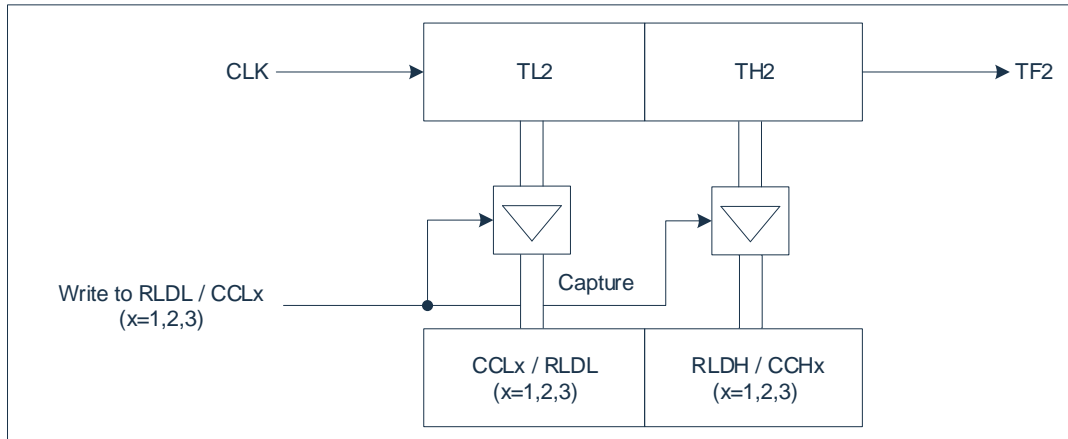 CLK
TL2
TH2
TF2
Capture
Write to RLDL / CCLx
(x=1,2,3)
CCLx / RLDL
(x=1,2,3)
RLDH / CCHx
(x=1,2,3)